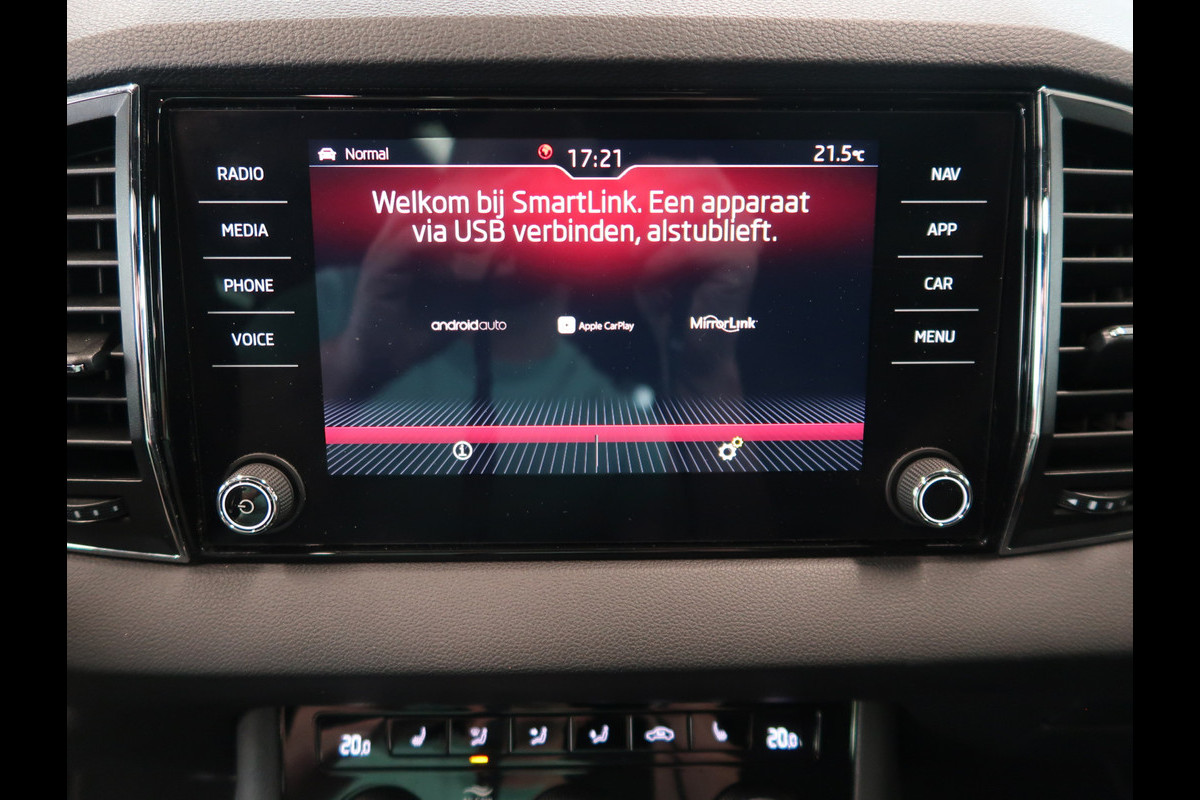 Normal 17:21 21.5°C
RADIO
MEDIA
PHONE
VOICE
Welkom bij SmartLink. Een apparaat
via USB verbinden, alstublieft.
androidauto Apple CarPlay MirrorLink
NAV
APP
CAR
MENU
20.0 20.0